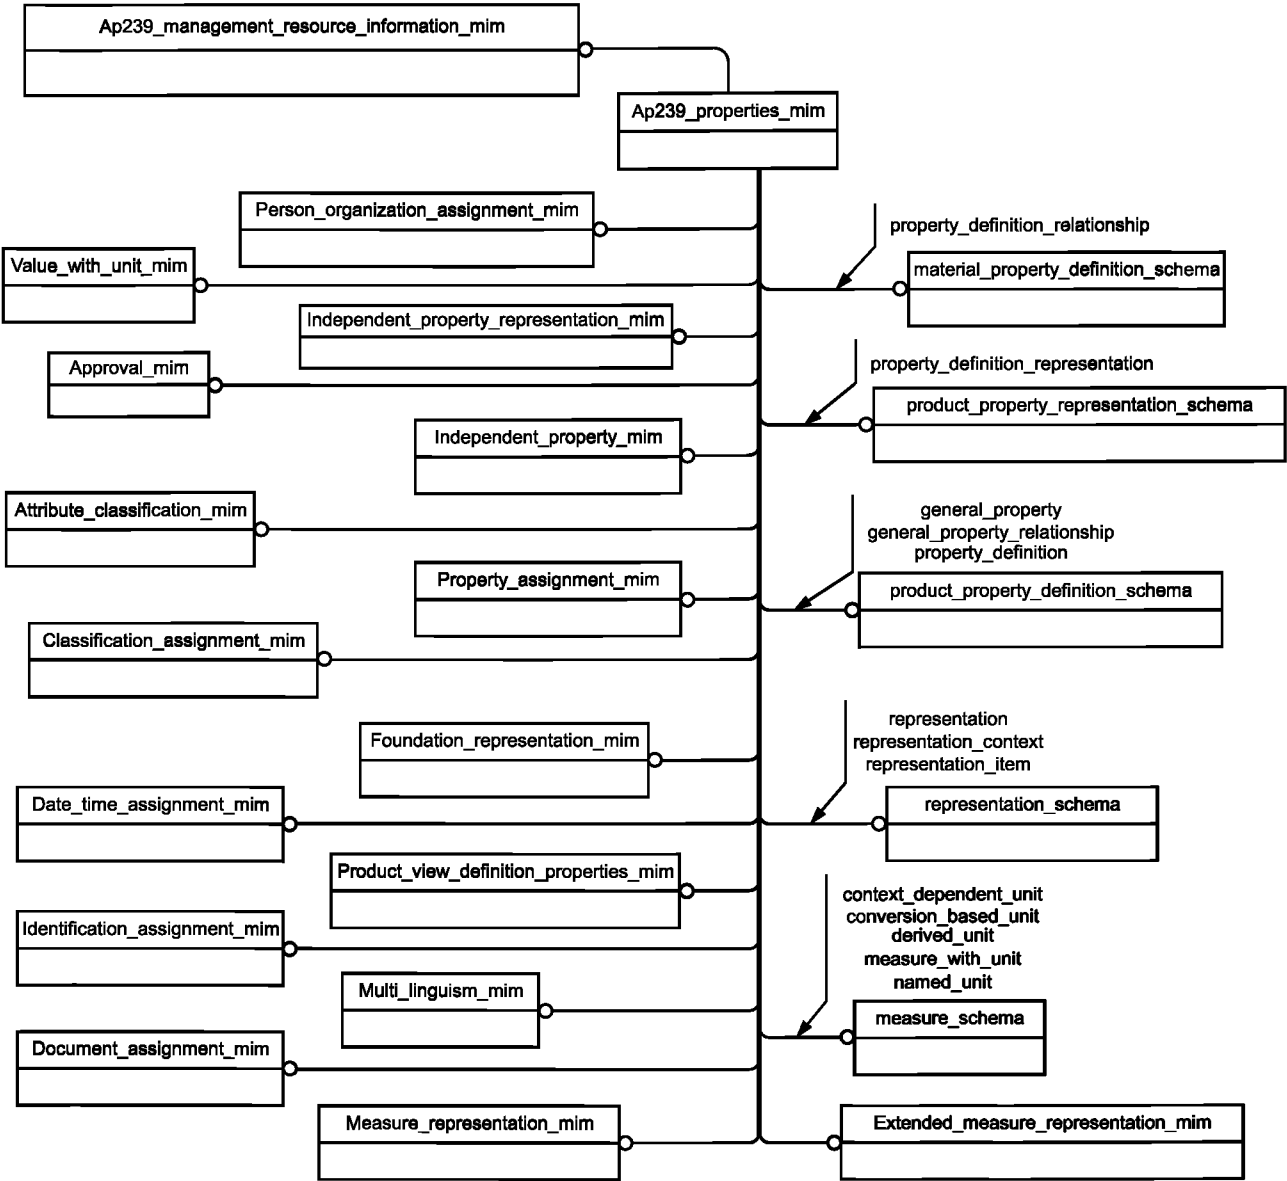 Ap239_management_resource_information_mim
Ap239_properties_mim
Person_organization_assignment_mim
property_definition_relationship
Value_with_unit_mim
material_property_definition_schema
Independent_property_representation_mim
Approval_mim
property_definition_representation
product_property_representation_schema
Independent_property_mim
Attribute_classification_mim
general_property
general_property_relationship
property_definition
Property_assignment_mim
product_property_definition_schema
Classification_assignment_mim
Foundation_representation_mim
representation
representation_context
representation_item
Date_time_assignment_mim
representation_schema
Product_view_definition_properties_mim
context_dependent_unit
conversion_based_unit
derived_unit
measure_with_unit
named_unit
Identification_assignment_mim
Multi_linguism_mim
measure_schema
Document_assignment_mim
Measure_representation_mim
Extended_measure_representation_mim